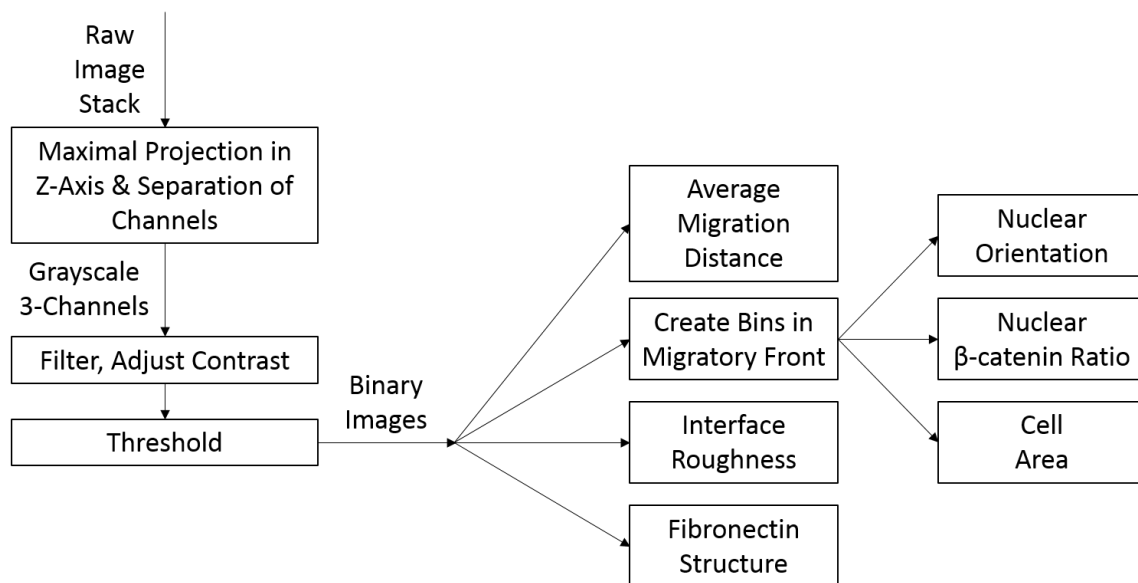 Raw
Image
Stack
Maximal Projection in
Z-Axis & Separation of
Channels
Grayscale
3-Channels
Filter, Adjust Contrast
Threshold
Binary
Images
Average
Migration
Distance
Create Bins in
Migratory Front
Interface
Roughness
Fibronectin
Structure
Nuclear
Orientation
Nuclear
β-catenin Ratio
Cell
Area